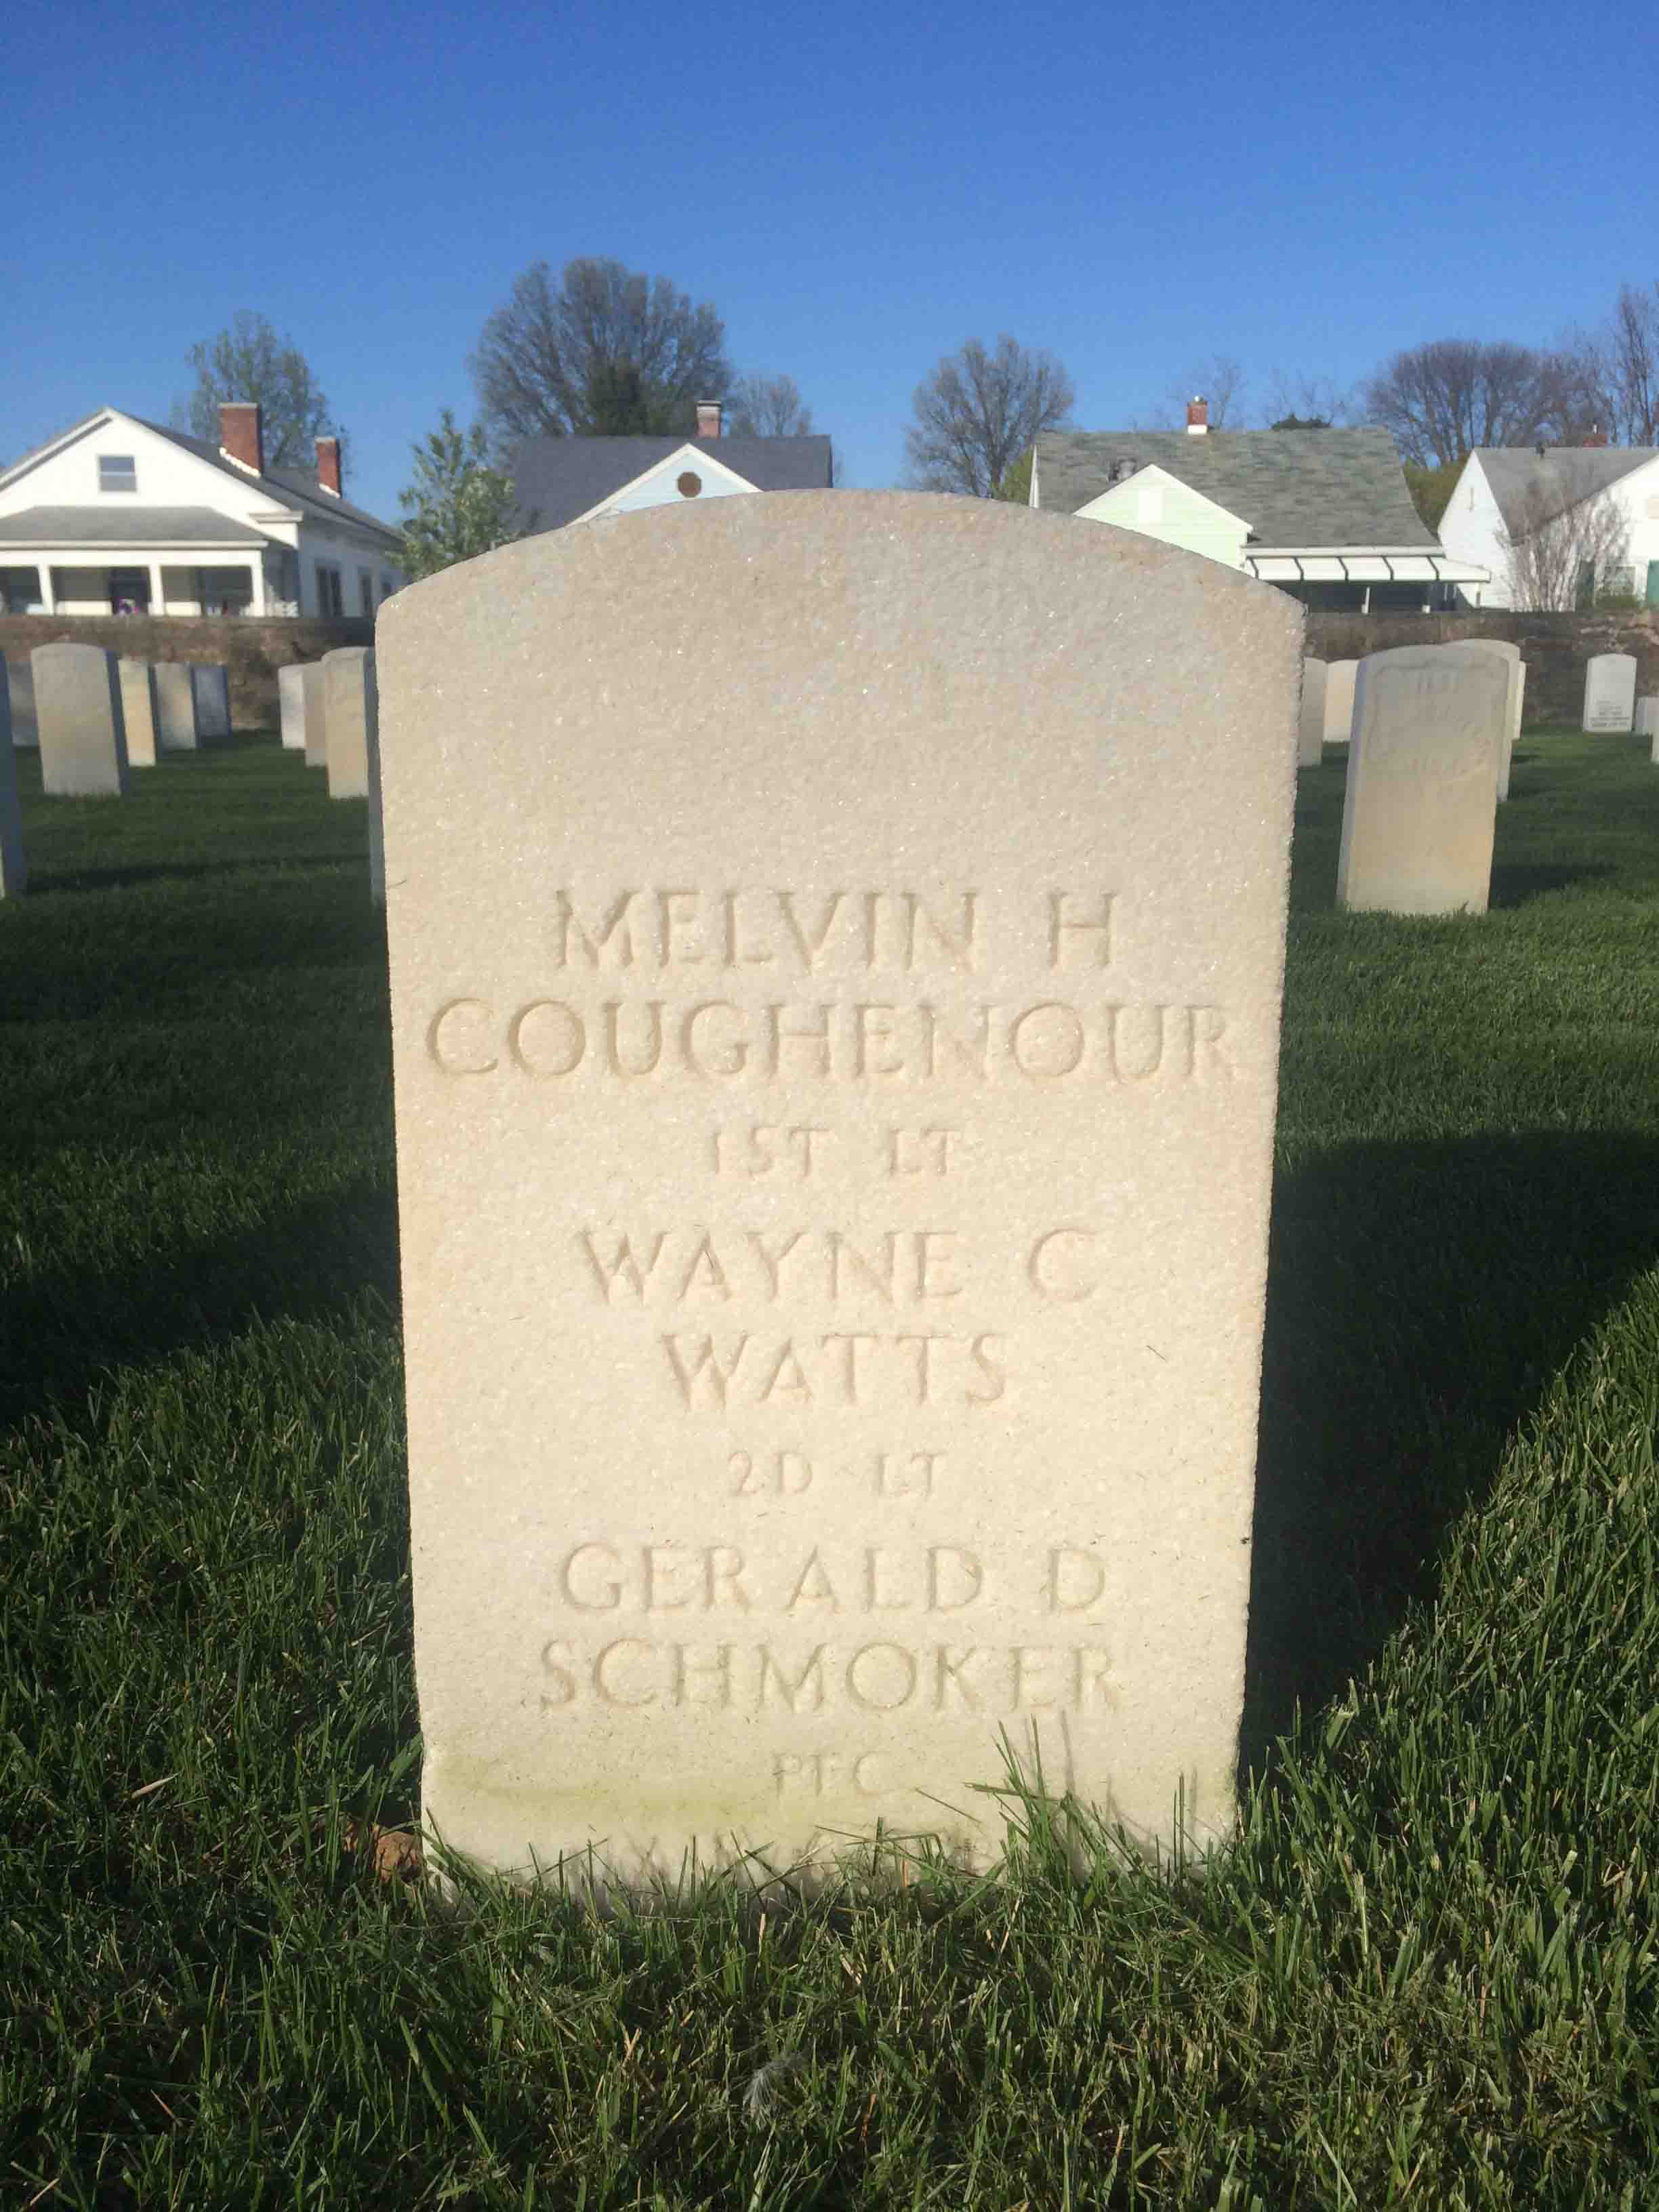 MELVIN H
COUGHENOUR
1ST LT
WAYNE C
WATTS
2D LT
GERALD D
SCHMOKER
PFC